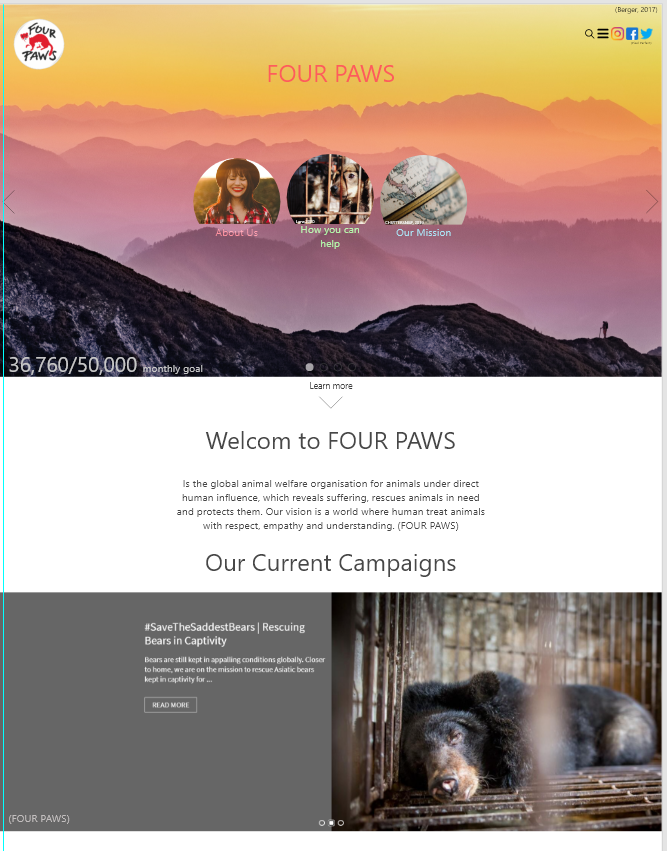 (Berger, 2017)
FOUR
PAWS
FOUR PAWS
About Us
How you can
help
Our Mission
36,760/50,000 monthly goal
Learn more
Welcom to FOUR PAWS
Is the global animal welfare organisation for animals under direct
human influence, which reveals suffering, rescues animals in need
and protects them. Our vision is a world where human treat animals
with respect, empathy and understanding. (FOUR PAWS)
Our Current Campaigns
#SaveTheSaddestBears | Rescuing
Bears in Captivity
Bears are still kept in appalling conditions globally. Closer
to home, we are on the mission to rescue Asiatic bears
kept in captivity for ...
READ MORE
(FOUR PAWS)